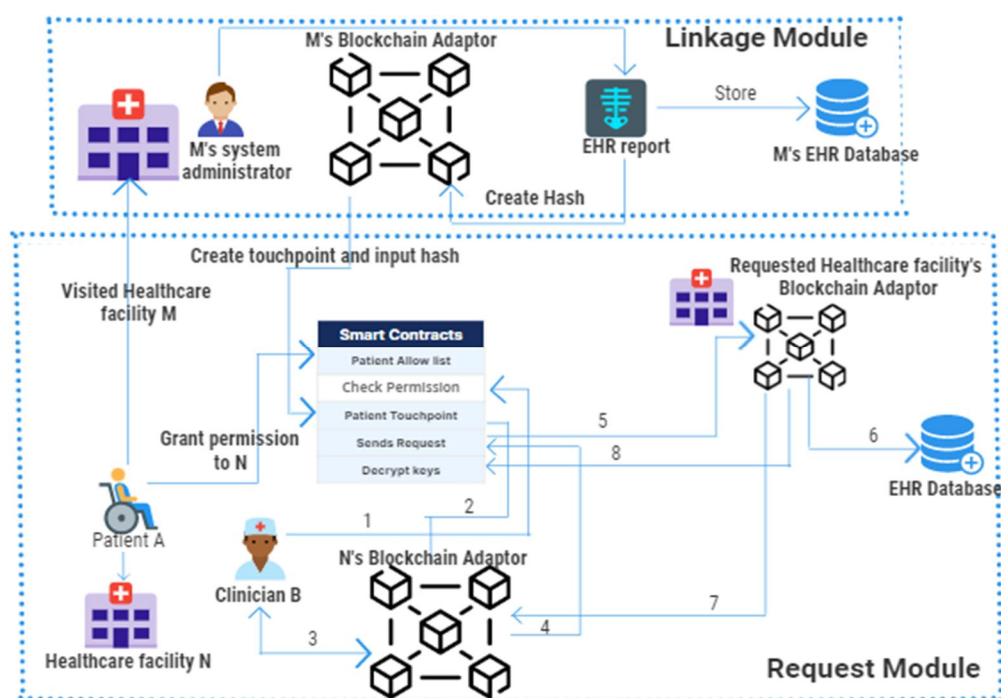 M's Blockchain Adaptor
Linkage Module
Store
M's system
administrator
EHR report
M's EHR Database
Create Hash
Create touchpoint and input hash
Visited Healthcare
facility M
Requested Healthcare facility's
Blockchain Adaptor
Smart Contracts
Patient Allow list
Check Permission
Patient Touchpoint
Sends Request
Decrypt keys
Grant permission
to N
5
6
8
EHR Database
Patient A
1
2
N's Blockchain Adaptor
Clinician B
7
4
3
Healthcare facility N
Request Module